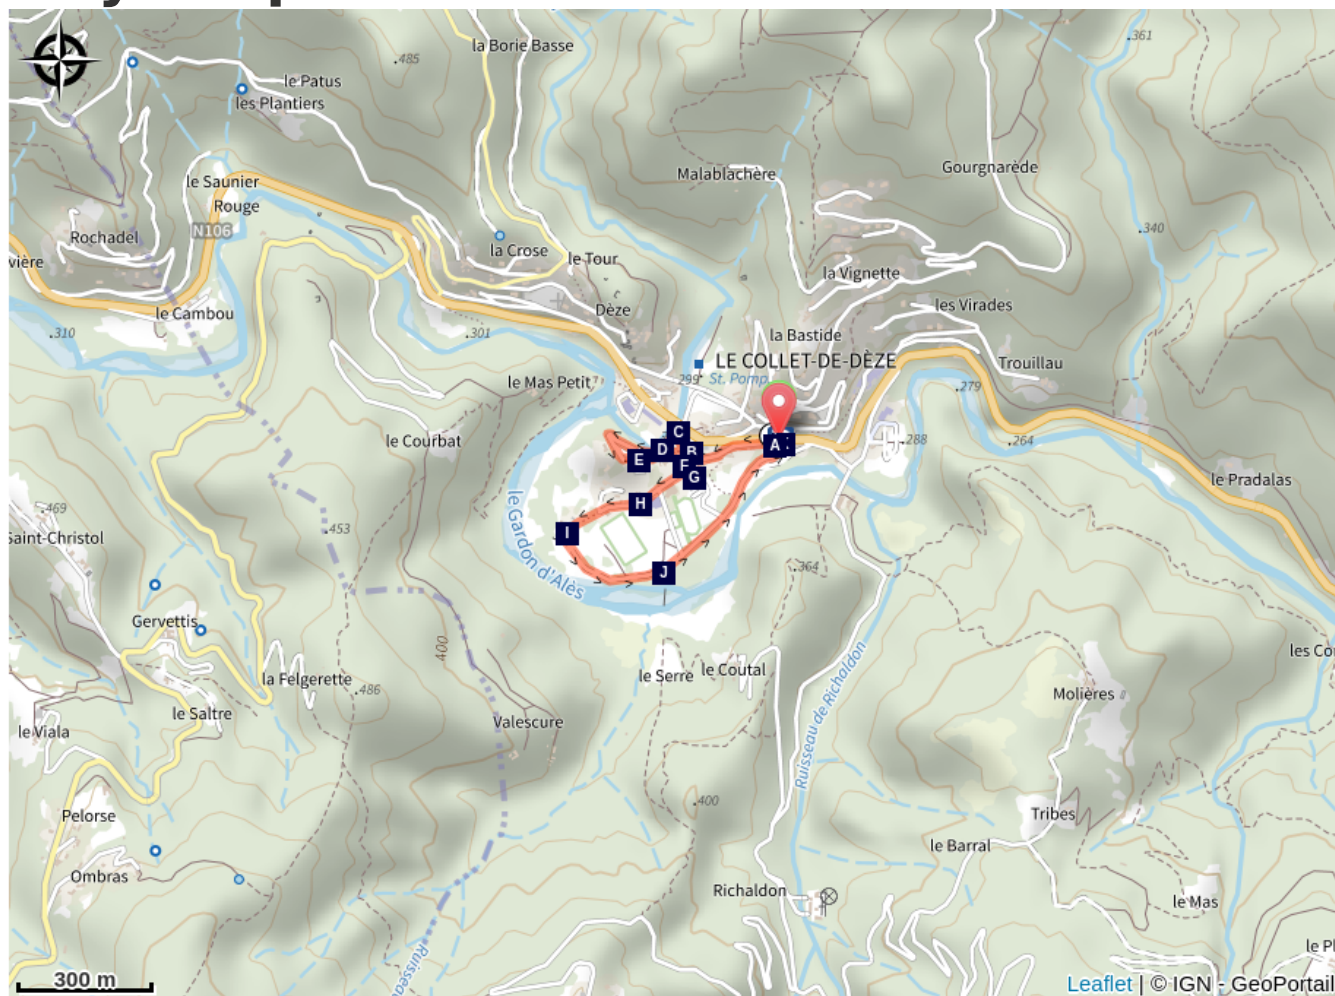 la Borie Basse
.361
.485
le Patus
les Plantiers
Malablachère
Gourgnarède
le Saunier
Rouge
N106
Rochadel
.340
vière
la Crose
le Tour
la Vignette
le Cambou
Dèze
les Virades
.310
.301
la Bastide
LE COLLET-DE-DÈZE
Trouillau
299
St. Pomp.
le Mas Petit
.279
le Courbat
C
A
.288
.264
D
B
E
F
G
le Pradalas
.469
H
.453
Saint-Christol
I
le Gardon d'Alès
J
.364
Gervettis
400
les Co
la Felgerette
.486
le Serre
le Coutal
Molières
le Saltre
Valescure
le Viala
Ruisseau de Richaldon
.400
Pelorse
Tribes
le Barral
Ombras
Richaldon
le Mas
le Pl
Ruissea
300 m
Leaflet | © IGN - GeoPortail